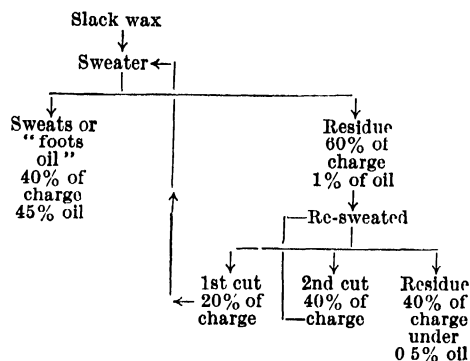 Slack wax
Sweater
Sweats or
"foots
oil"
40% of
charge
45% oil
Residue
60% of
charge
1% of oil
Re-sweated
1st cut
20% of
charge
2nd cut
40% of
charge
Residue
40% of
charge
under
0 5% oil